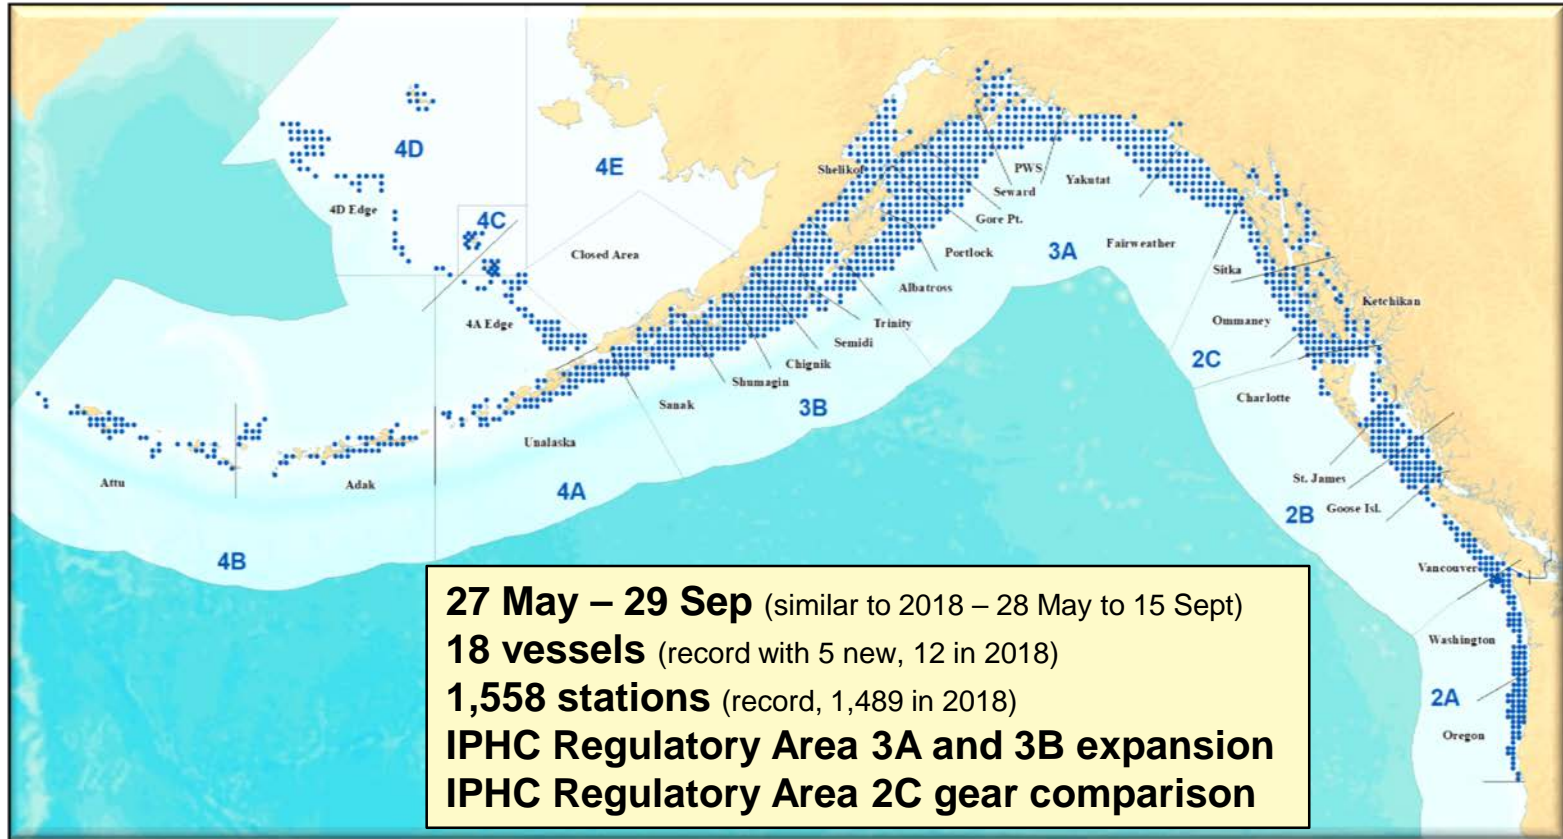 4D
4E
Shelikof
PWS
Seward
Yakutat
4D Edge
4C
Gore Pt.
Closed Area
Portlock
3A
Fairweather
Sitka
Albatross
Ketchikan
4A Edge
Trinity
Ommaney
Semidi
Chignik
2C
Shumagin
Charlotte
Sanak
3B
Unalaska
Attu
Adak
4A
St. James
Goose Isl.
2B
4B
Vancouver
27 May – 29 Sep (similar to 2018 – 28 May to 15 Sept)
18 vessels (record with 5 new, 12 in 2018)
1,558 stations (record, 1,489 in 2018)
IPHC Regulatory Area 3A and 3B expansion
IPHC Regulatory Area 2C gear comparison
Washington
2A
Oregon